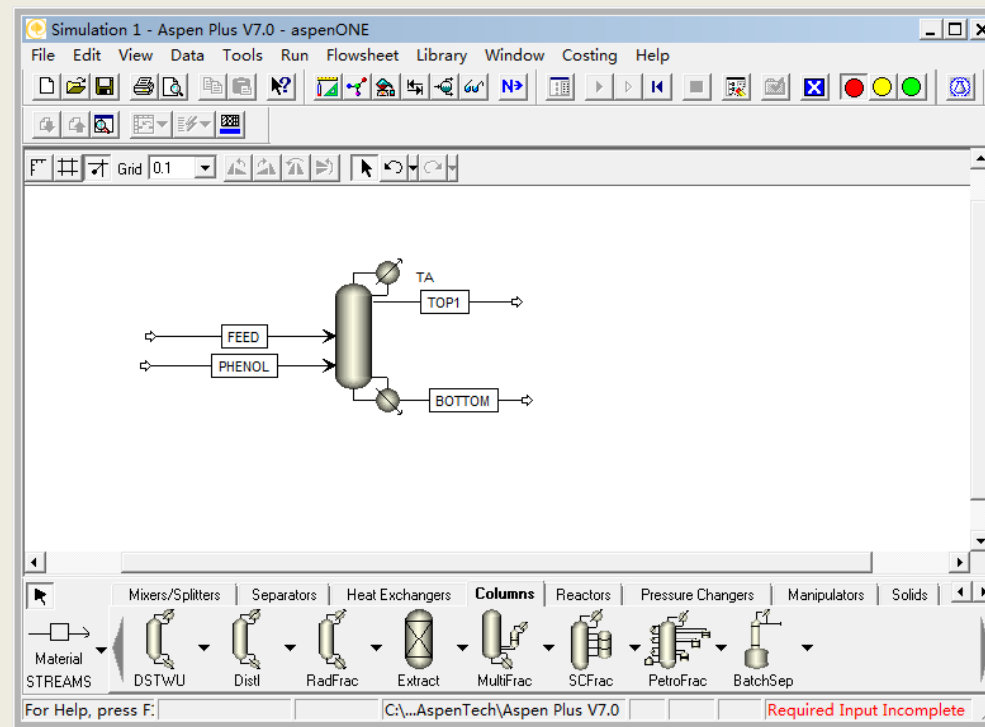 Simulation 1 - Aspen Plus V7.0 - aspenONE
File Edit View Data Tools Run Flowsheet Library Window Costing Help
N>
Grid 0.1
TA
TOP1
FEED
PHENOL
BOTTOM
Mixers/Splitters Separators Heat Exchangers Columns Reactors Pressure Changers Manipulators Solids
Material
STREAMS DSTWU Distl RadFrac Extract MultiFrac SCFrac PetroFrac BatchSep
For Help, press F: C:\...AspenTech\Aspen Plus V7.0 Required Input Incomplete